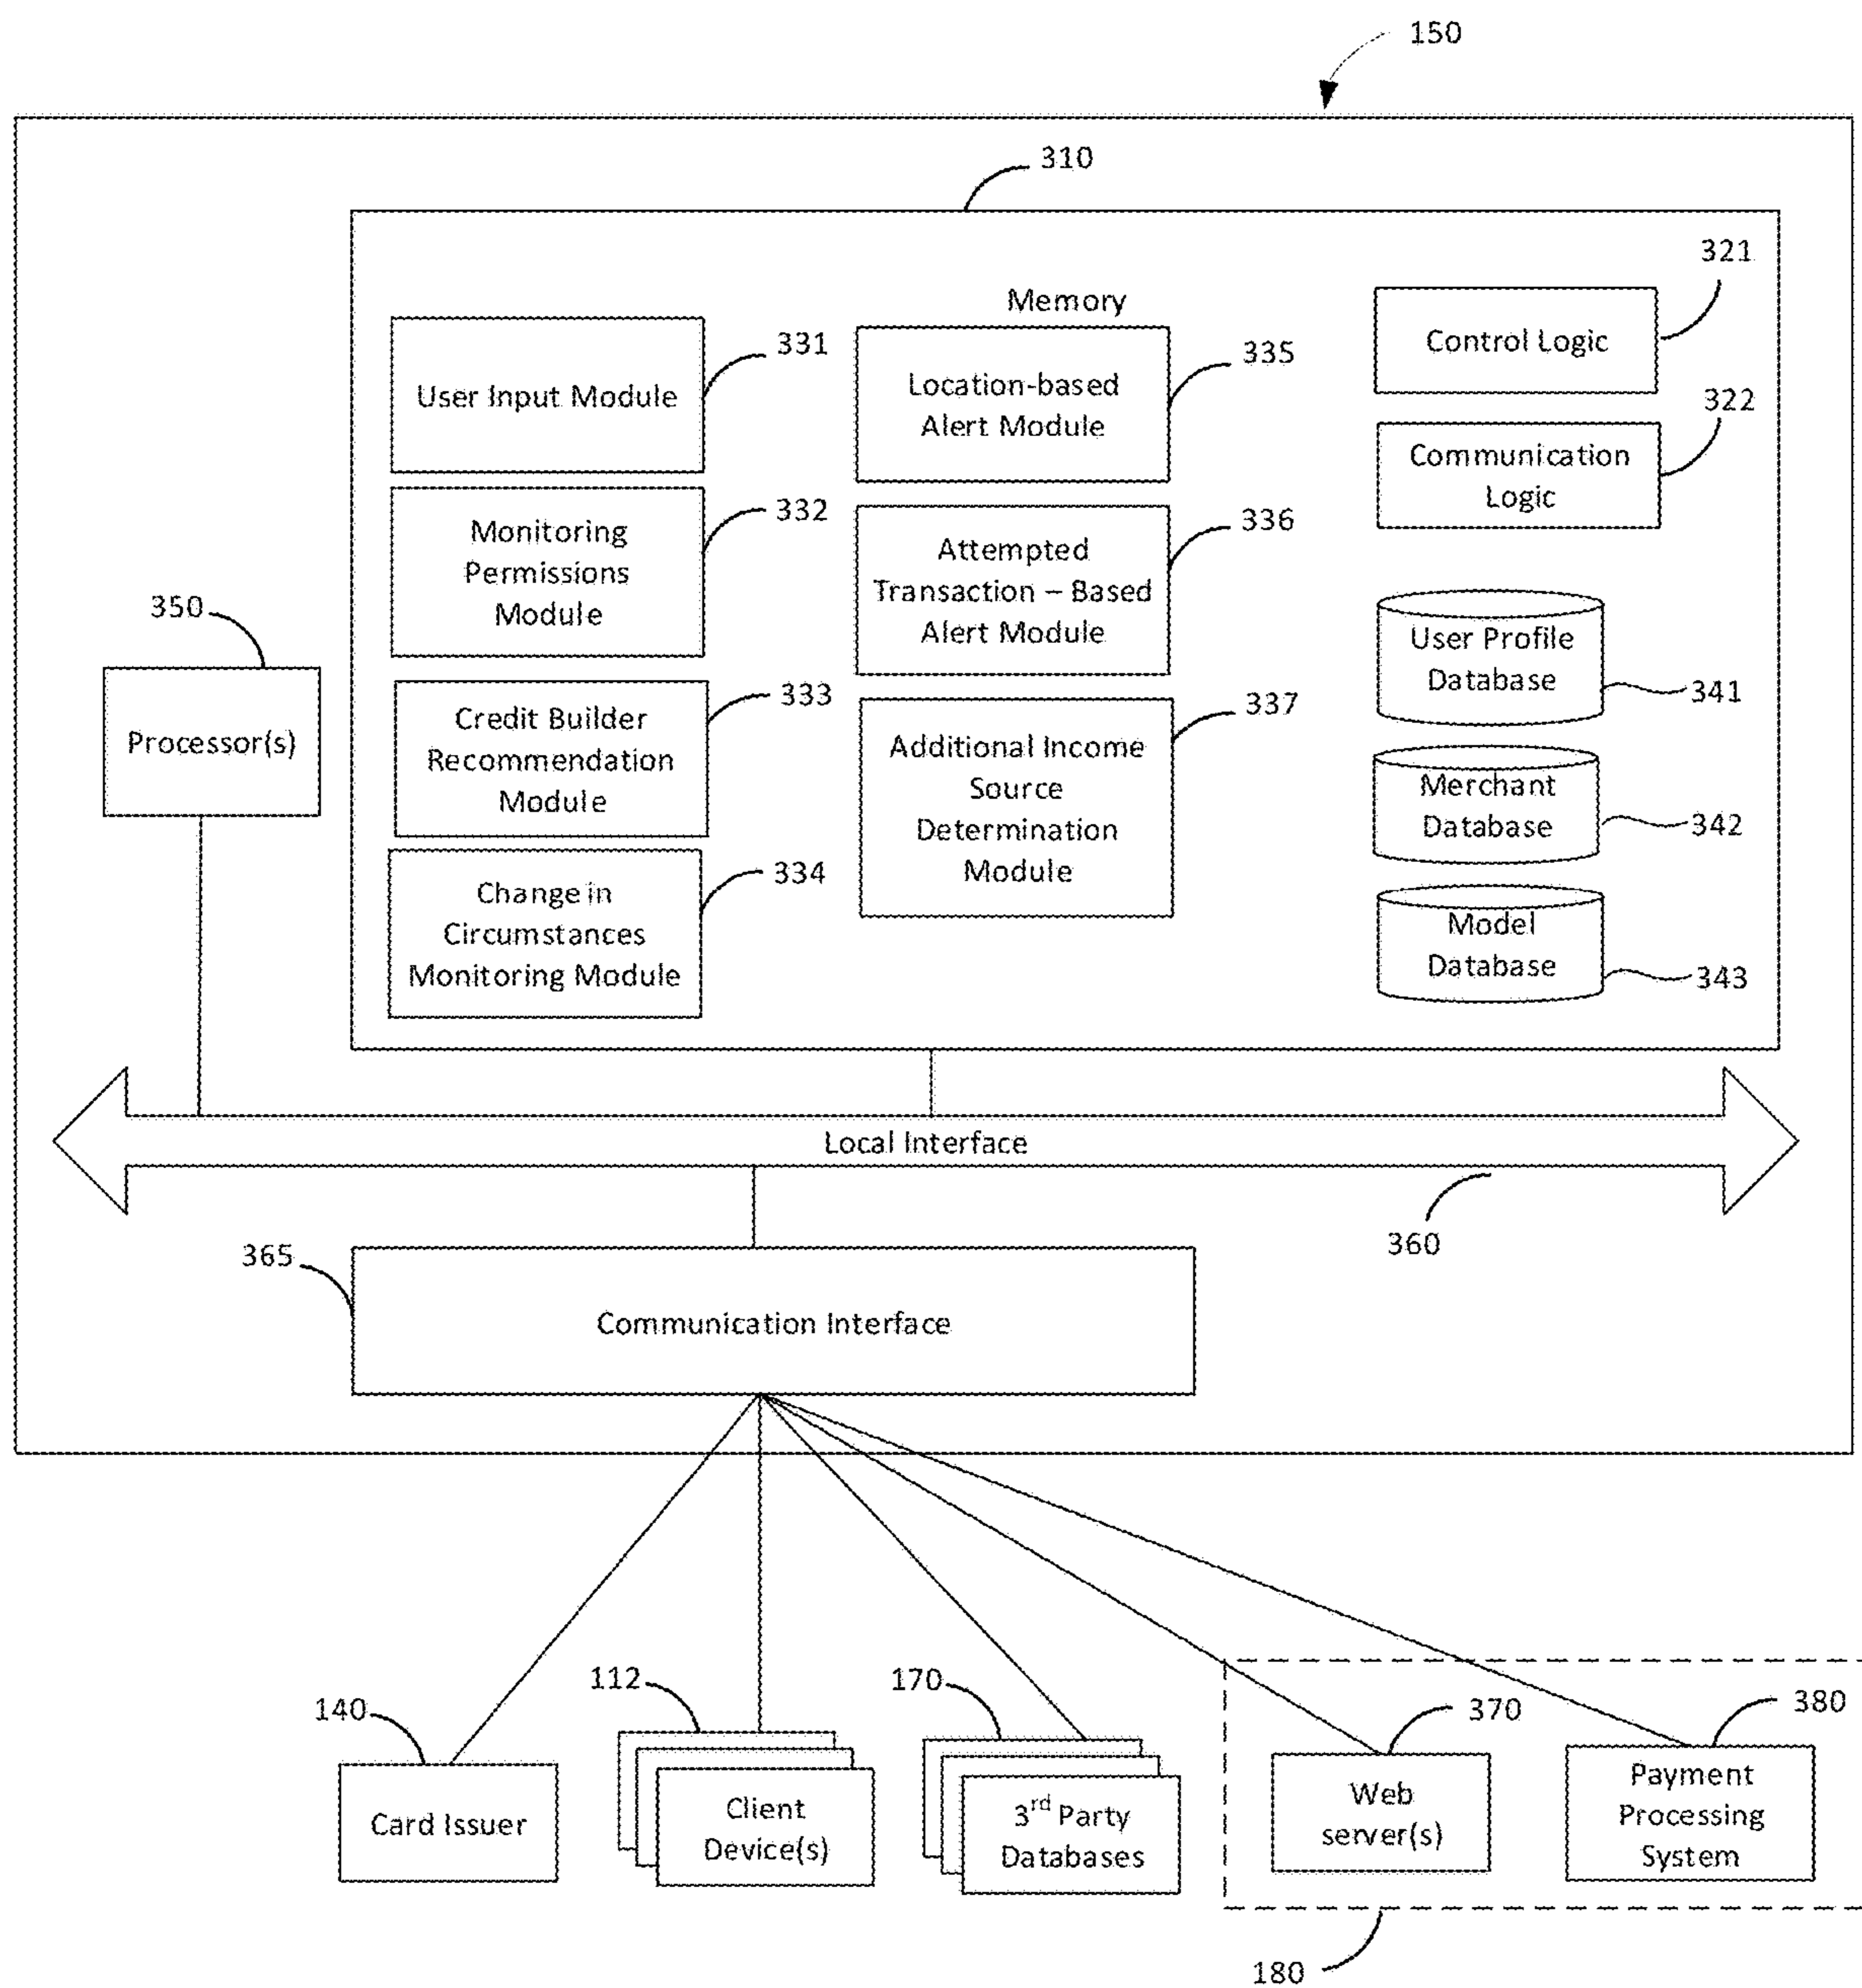 150
310
Memory
321
Control Logic
322
Communication
Logic
331
User Input Module
332
Monitoring
Permissions
Module
333
Credit Builder
Recommendation
Module
334
Change in
Circumstances
Monitoring Module
335
Location-based
Alert Module
336
Attempted
Transaction – Based
Alert Module
337
Additional Income
Source
Determination
Module
User Profile
Database
341
Merchant
Database
342
Model
Database
343
350
Processor(s)
Local Interface
360
365
Communication Interface
140
Card Issuer
112
Client
Device(s)
170
3rd Party
Databases
370
Web
server(s)
380
Payment
Processing
System
180